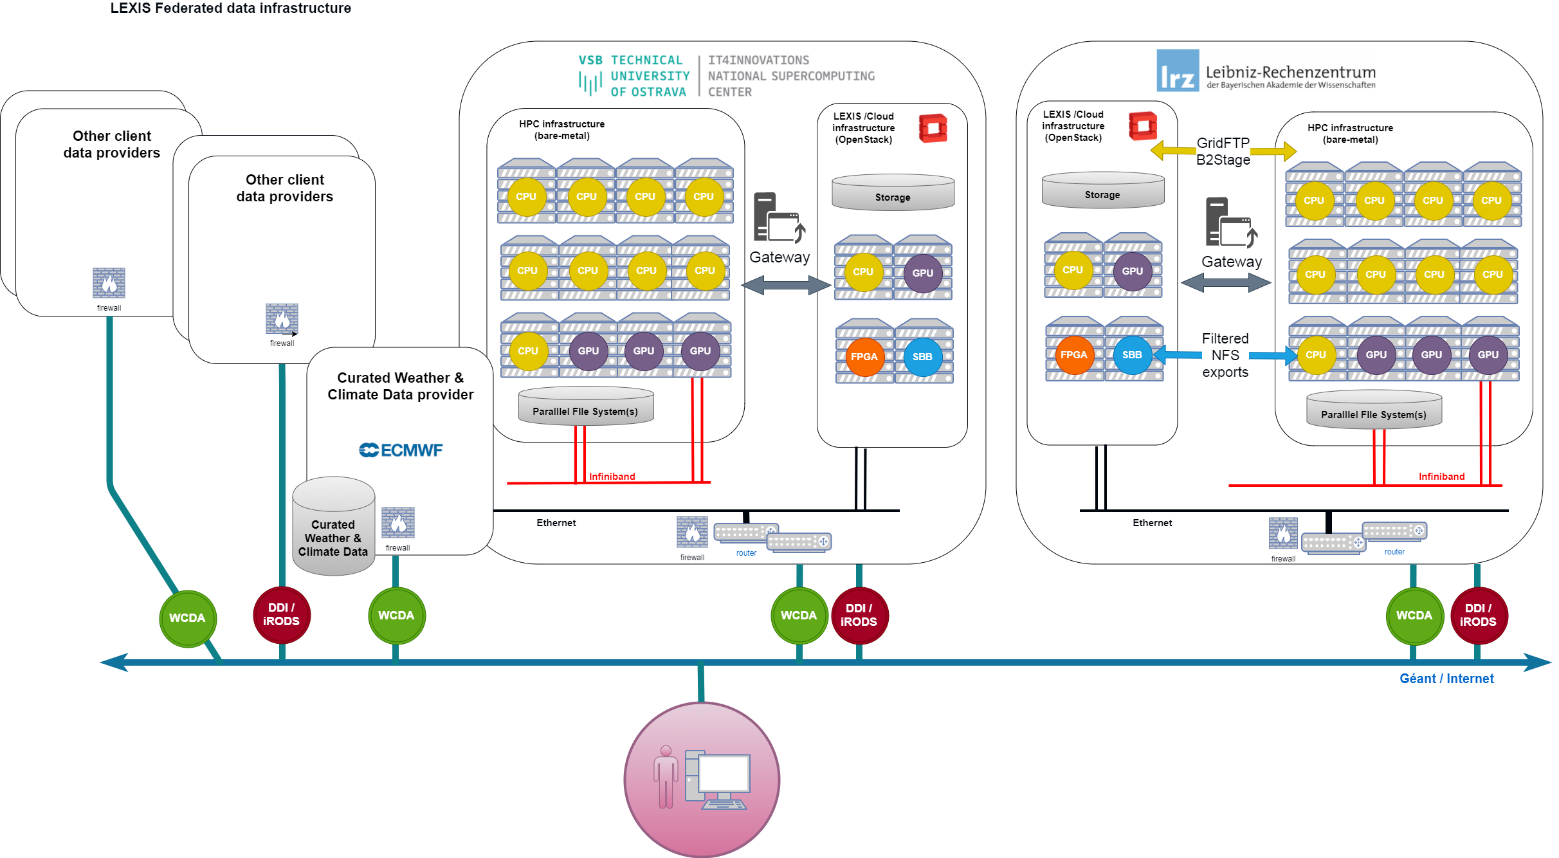 LEXIS Federated data infrastructure
Other client
data providers
firewall
Other client
data providers
firewall
Curated Weather &
Climate Data provider
ECMWF
Curated
Weather &
Climate Data
firewall
VSB TECHNICAL
UNIVERSITY
OF OSTRAVA
IT4INNOVATIONS
NATIONAL SUPERCOMPUTING
CENTER
HPC infrastructure
(bare-metal)
CPU CPU CPU CPU
CPU CPU CPU CPU
CPU GPU GPU GPU
Paralllel FIle System(s)
Infiniband
Gateway
LEXIS /Cloud
infrastructure
(OpenStack)
Storage
CPU GPU
FPGA SBB
Ethernet
firewall
router
lrz
Leibniz-Rechenzentrum
der Bayerischen Akademie der Wissenschaften
LEXIS /Cloud
infrastructure
(OpenStack)
Storage
CPU GPU
FPGA SBB
GridFTP
B2Stage
Gateway
Filtered
NFS
exports
HPC infrastructure
(bare-metal)
CPU CPU CPU CPU
CPU CPU CPU CPU
CPU GPU GPU GPU
Paralllel FIle System(s)
Infiniband
Ethernet
firewall
router
WCDA
DDI /
iRODS
WCDA
WCDA
DDI /
iRODS
WCDA
DDI /
iRODS
Géant / Internet